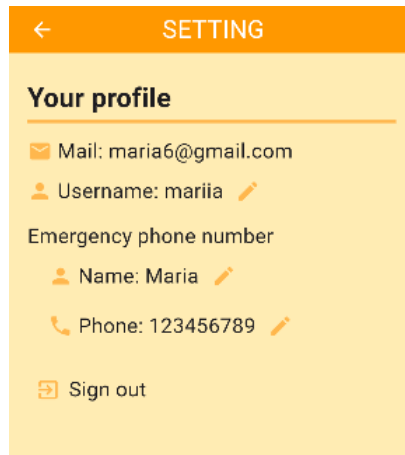 SETTING
Your profile
Mail: maria6@gmail.com
Username: mariia
Emergency phone number
Name: Maria
Phone: 123456789
Sign out